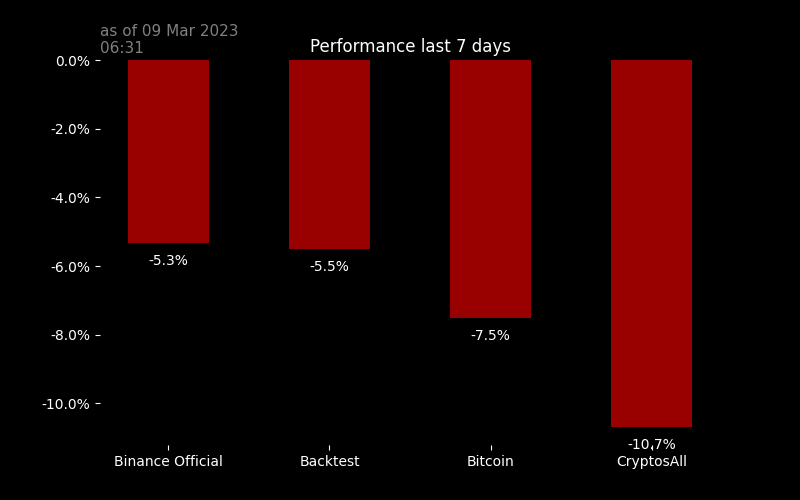 as of 09 Mar 2023
06:31
Performance last 7 days
0.0%
-2.0%
-4.0%
-6.0%
-8.0%
-10.0%
-5.3%
-5.5%
-7.5%
-10.7%
Binance Official
Backtest
Bitcoin
CryptosAll